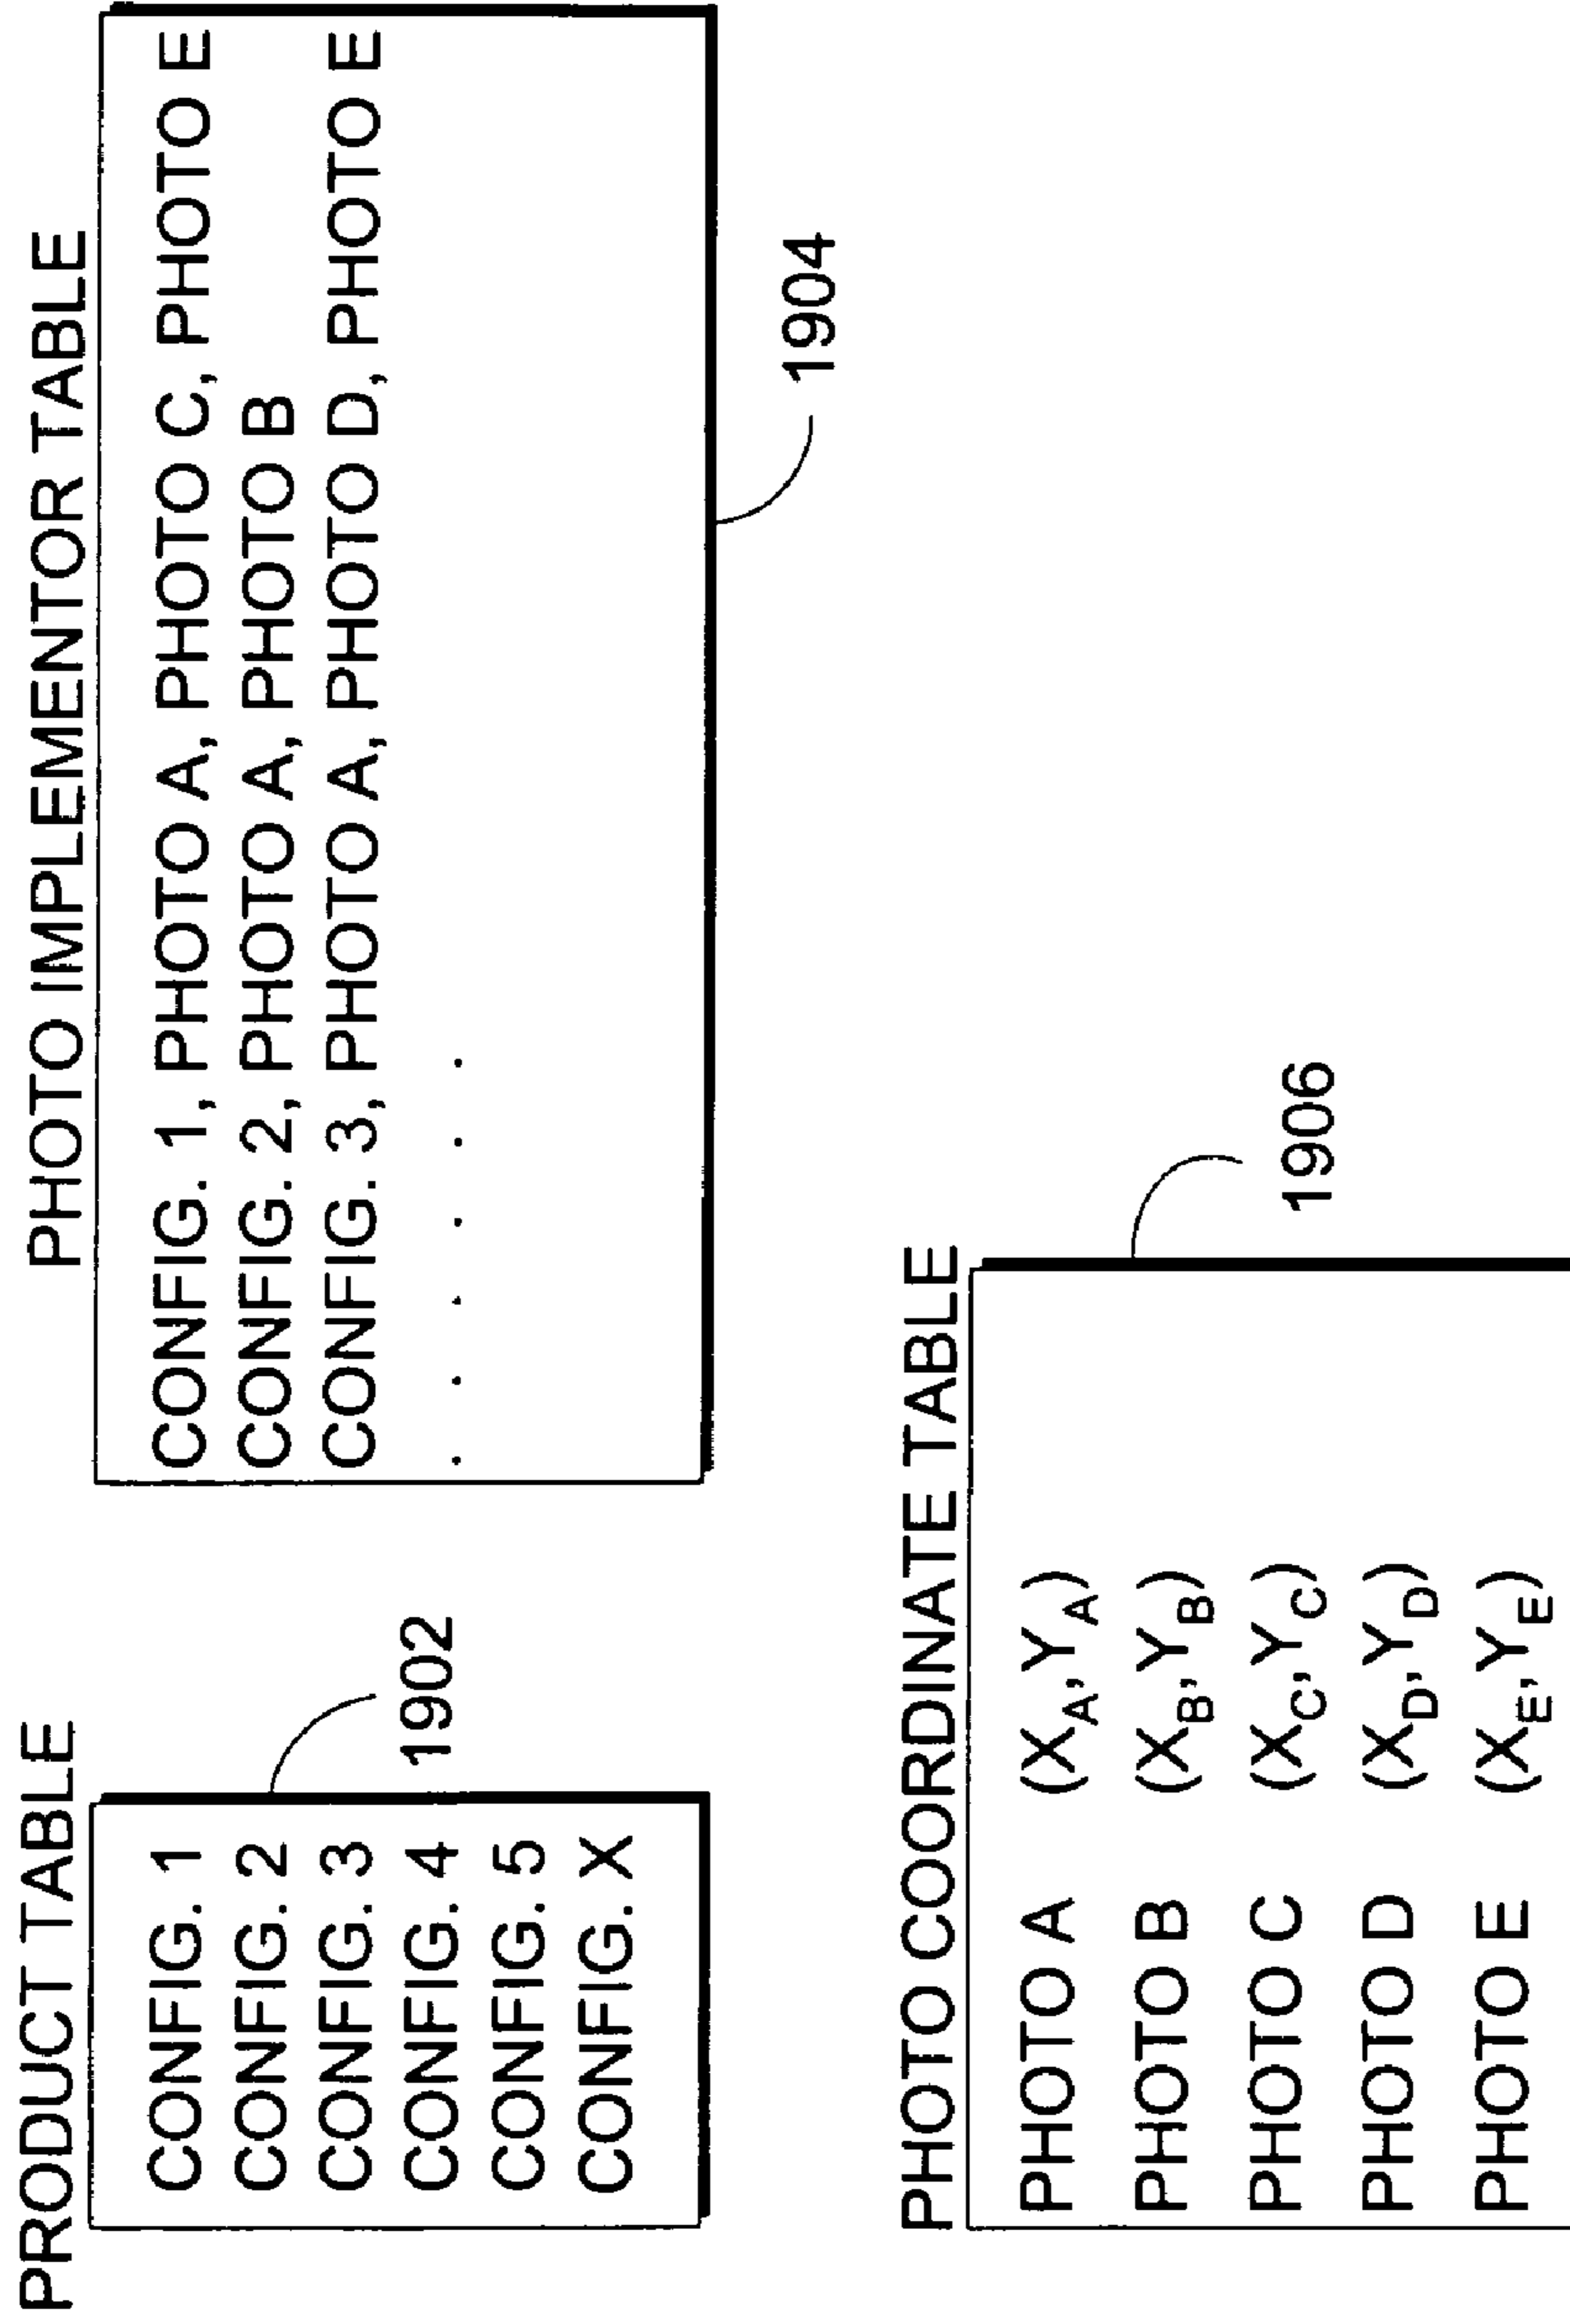 PRODUCT TABLE
CONFIG. 1
CONFIG. 2
CONFIG. 3
CONFIG. 4
CONFIG. 5
CONFIG. X
1902
PHOTO IMPLEMENTOR TABLE
CONFIG. 1, PHOTO A, PHOTO C, PHOTO E
CONFIG. 2, PHOTO A, PHOTO B
CONFIG. 3, PHOTO A, PHOTO D, PHOTO E
. . . . . .
1904
PHOTO COORDINATE TABLE
PHOTO A (X_A,Y_A)
PHOTO B (X_B,Y_B)
PHOTO C (X_C,Y_C)
PHOTO D (X_D,Y_D)
PHOTO E (X_E,Y_E)
1906